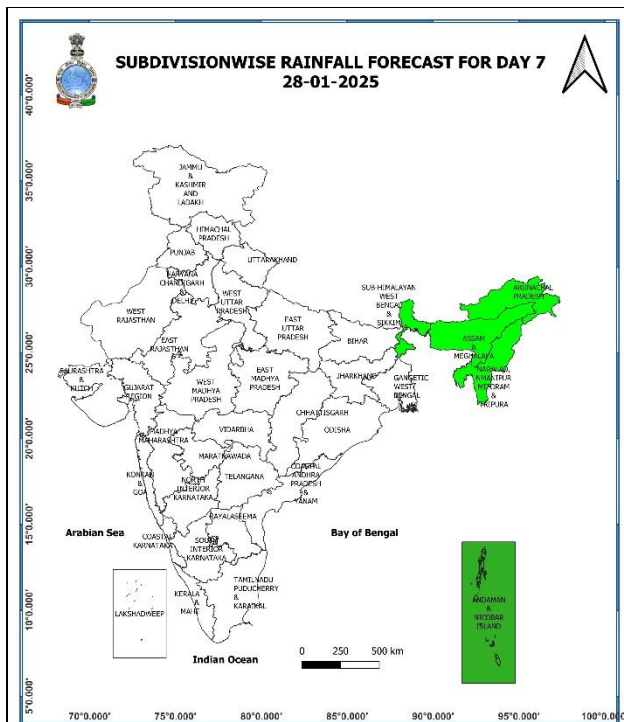 SUBDIVISIONWISE RAINFALL FORECAST FOR DAY 7
28-01-2025
40°0.000'
35°0.000'
30°0.000'
25°0.000'
20°0.000'
15°0.000'
10°0.000'
5°0.000'
JAMMU
&
KASHMIR
AND
LADAKH
HIMACHAL
PRADESH
PUNJAB
UTTARAKHAND
HARYANA
CHANDIGARH
&
DELHI
WEST
UTTAR
PRADESH
WEST
RAJASTHAN
EAST
RAJASTHAN
EAST
UTTAR
PRADESH
BIHAR
SUB-HIMALAYAN
WEST
BENGAL
&
SIKKIM
ARUNACHAL
PRADESH
ASSAM
&
MEGHALAYA
NAGALAND
MANIPUR
MIZORAM
&
TRIPURA
SAURASHTRA
&
KUTCH
GUJARAT
REGION
WEST
MADHYA
PRADESH
EAST
MADHYA
PRADESH
JHARKHAND
GANGETIC
WEST
BENGAL
CHHATTISGARH
ODISHA
VIDARBHA
MADHYA
MAHARASHTRA
MARATHWADA
KONKAN
&
GOA
NORTH
INTERIOR
KARNATAKA
TELANGANA
COASTAL
ANDHRA
PRADESH
&
YANAM
RAYALASEEMA
Arabian Sea
Bay of Bengal
COASTAL
KARNATAKA
SOUTH
INTERIOR
KARNATAKA
TAMILNADU
PUDUCHERRY
&
KARAIKAL
KERALA
&
MAHE
LAKSHADWEEP
ANDAMAN
&
NICOBAR
ISLAND
Indian Ocean
0 250 500 km
70°0.000' 75°0.000' 80°0.000' 85°0.000' 90°0.000' 95°0.000' 100°0.000'